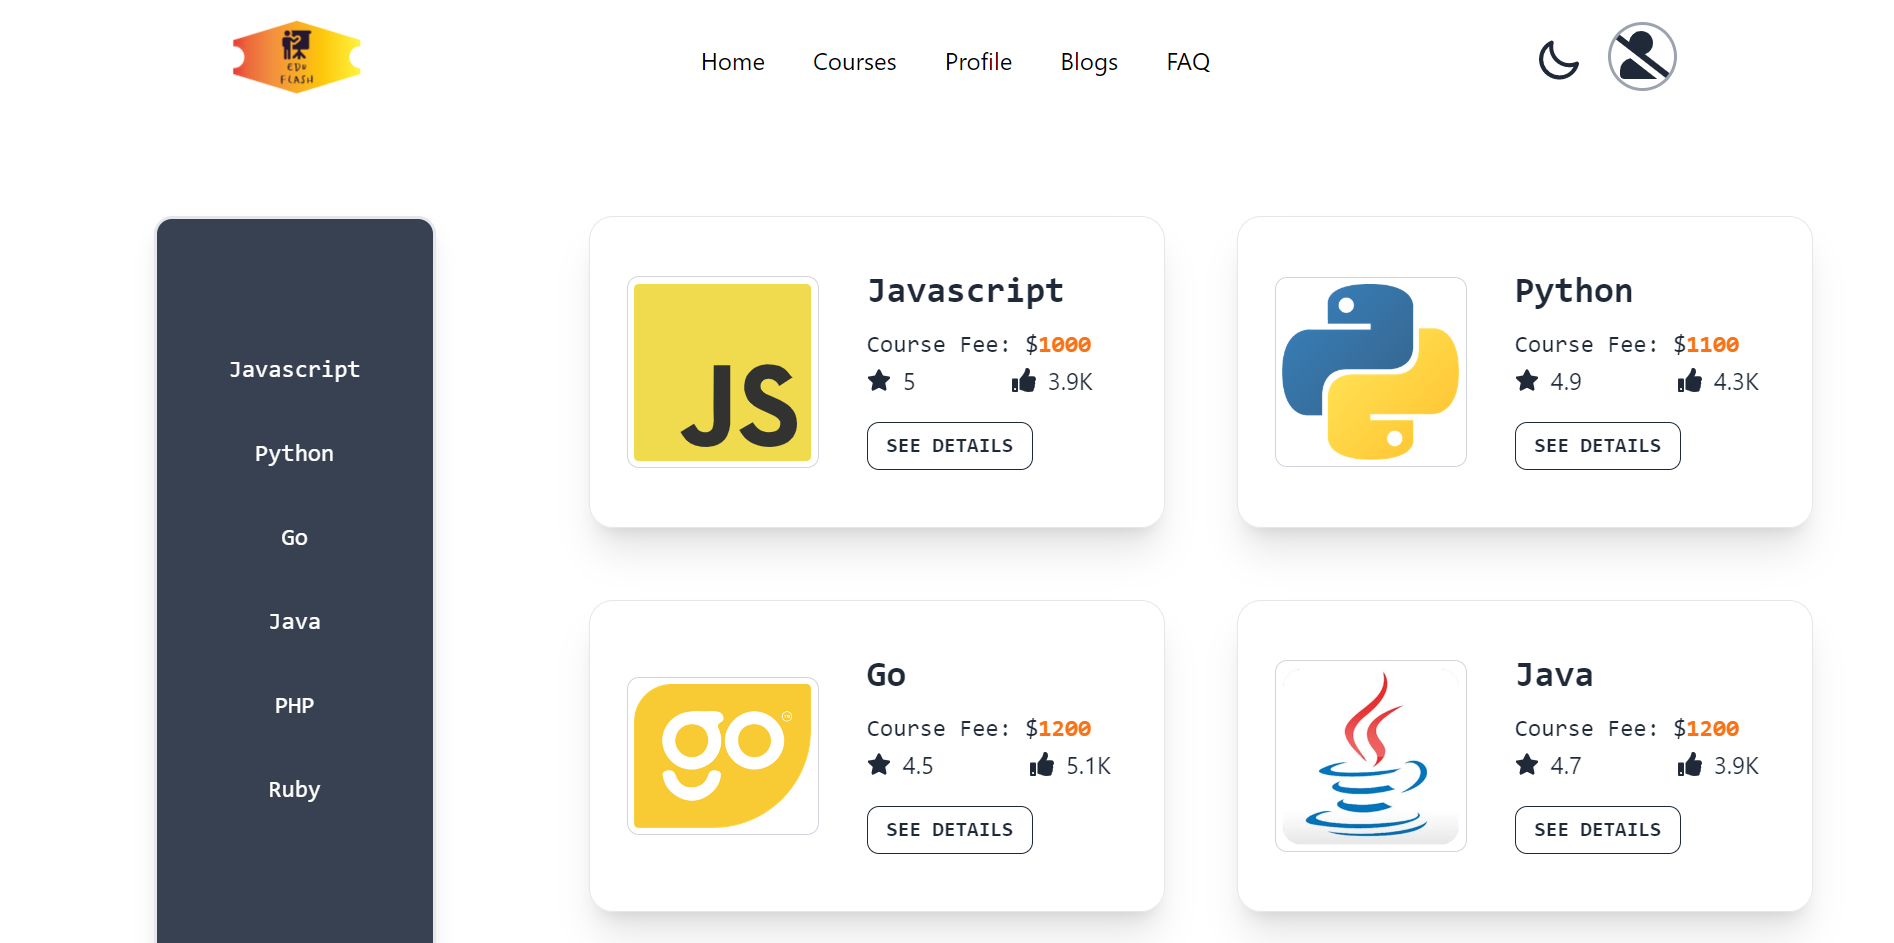 EDU
FLASH
Home Courses Profile Blogs FAQ
Javascript
Python
Go
Java
PHP
Ruby
JS
Javascript
Course Fee: $1000
5 3.9K
SEE DETAILS
Python
Course Fee: $1100
4.9 4.3K
SEE DETAILS
go TM
Go
Course Fee: $1200
4.5 5.1K
SEE DETAILS
Java
Course Fee: $1200
4.7 3.9K
SEE DETAILS